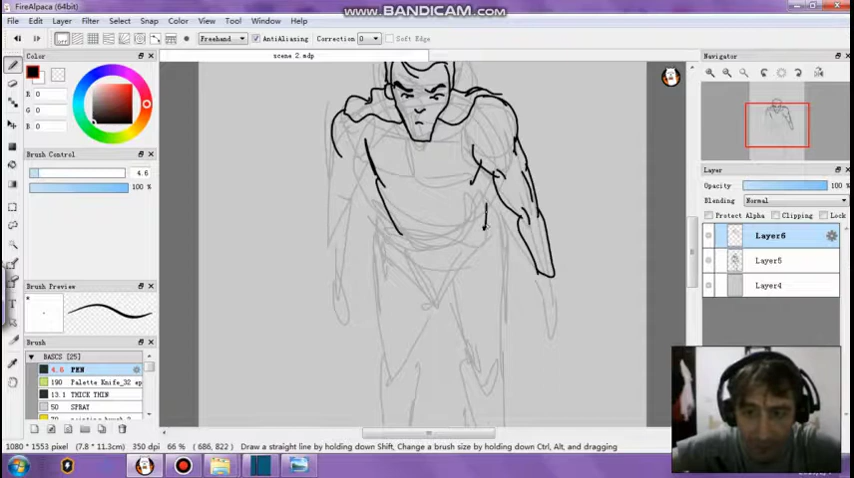 FireAlpaca (64bit)
www.BANDICAM.com
File Edit Layer Filter Select Snap Color View Tool Window Help
Freehand AntiAliasing Correction 0 Soft Edge
Color
scene 2.mdp
Navigator
R 0
G 0
B 0
Brush Control
4.6
100 %
Layer
Opacity 100 %
Blending Normal
Protect Alpha Clipping Lock
Layer6
Layer5
Layer4
Brush Preview
Brush
BASCS [25]
4.6 PEN
190 Palette Knife_32 ep
13.1 THICK THIN
50 SPRAY
1080 * 1553 pixel (7.8 * 11.3cm) 350 dpi 66 % ( 686, 822 ) Draw a straight line by holding down Shift, Change a brush size by holding down Ctrl, Alt, and dragging